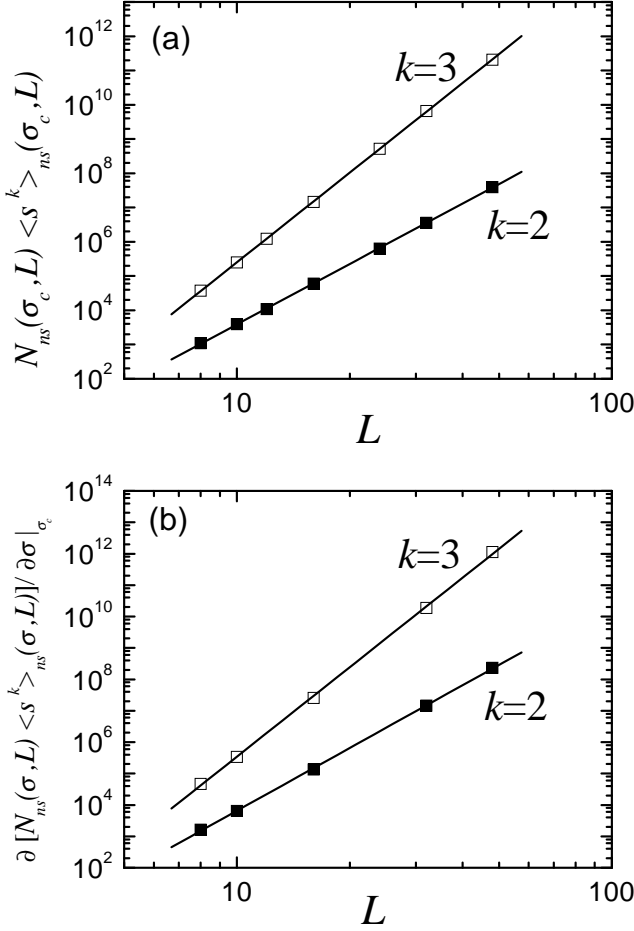 (a)
N_ns(σ_c,L) <s^k>_ns(σ_c,L)
10^12
10^10
10^8
10^6
10^4
10^2
k=3
k=2
10
100
L
(b)
∂ [N_ns(σ,L) <s^k>_ns(σ,L)]/ ∂σ |_σ_c
10^14
10^12
10^10
10^8
10^6
10^4
10^2
k=3
k=2
10
100
L